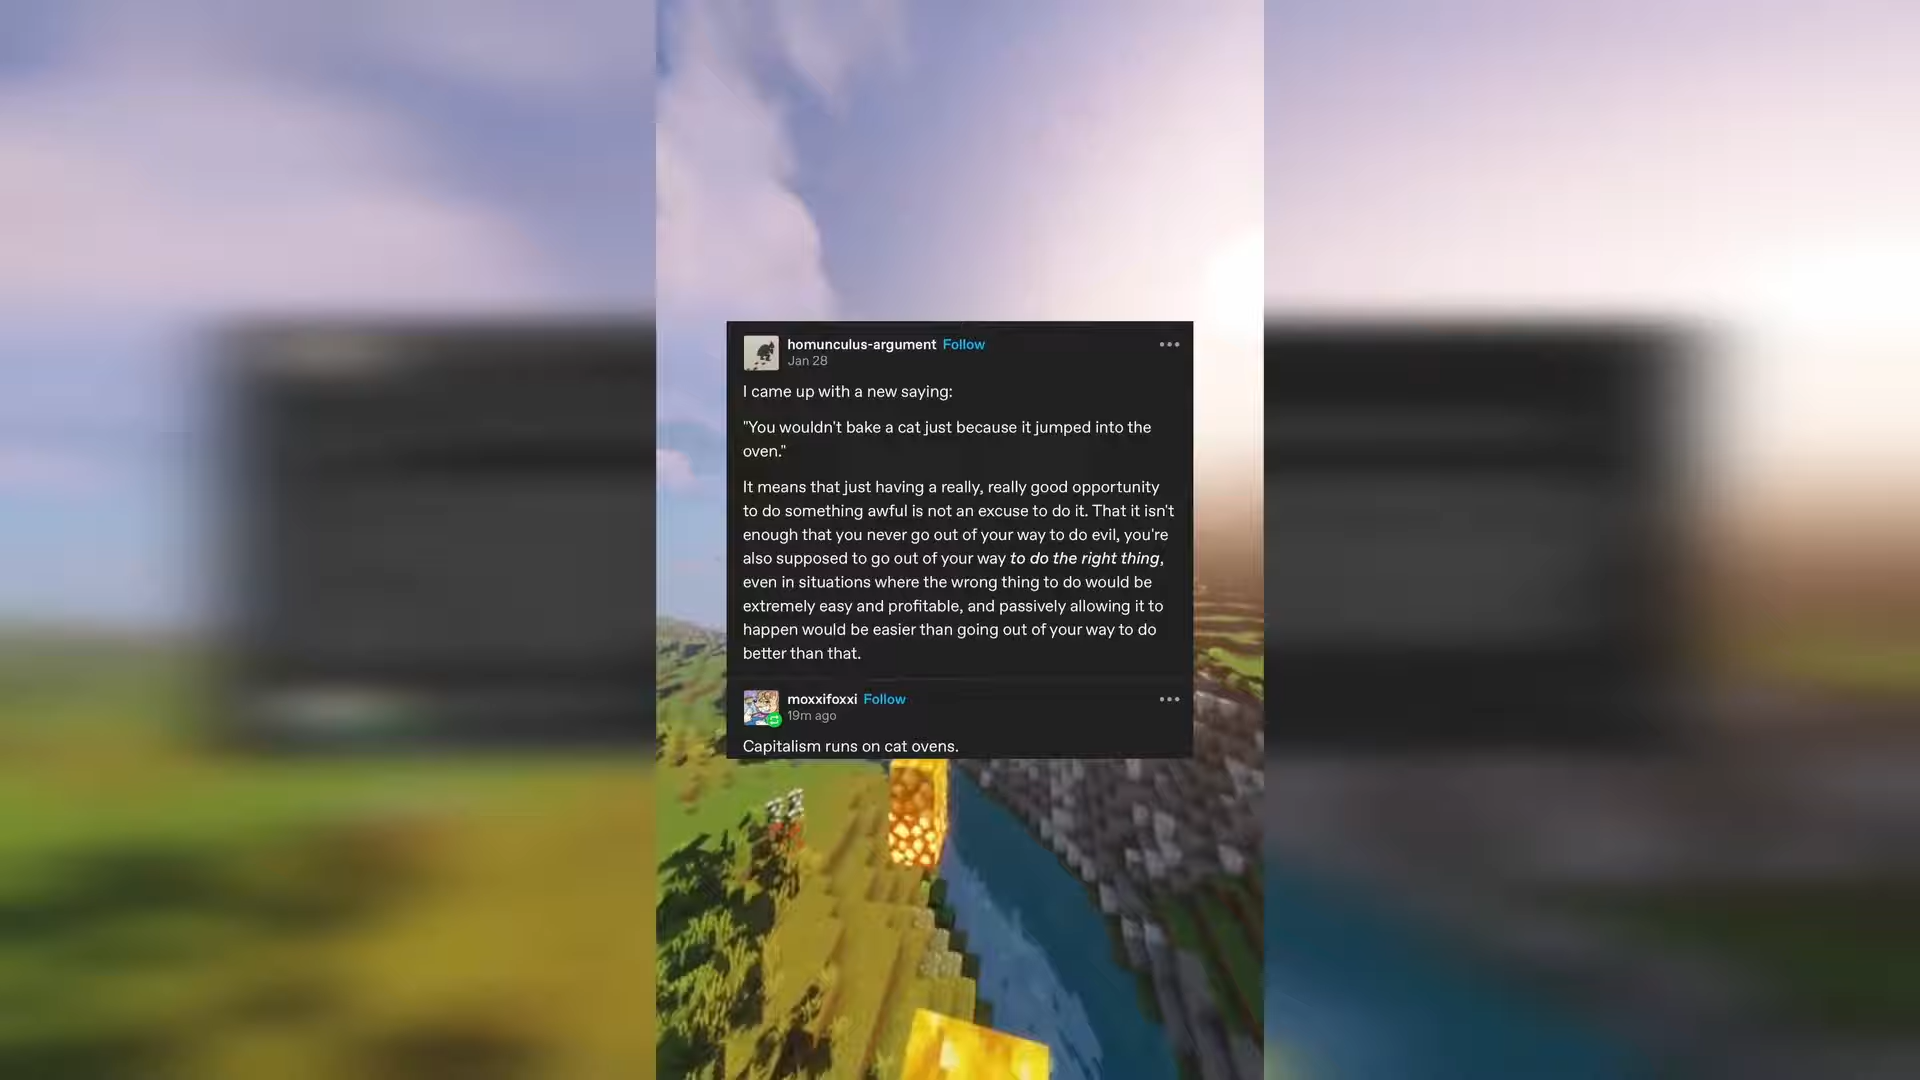 homunculus-argument Follow
Jan 28
I came up with a new saying:
"You wouldn't bake a cat just because it jumped into the
oven."
It means that just having a really, really good opportunity
to do something awful is not an excuse to do it. That it isn't
enough that you never go out of your way to do evil, you're
also supposed to go out of your way to do the right thing,
even in situations where the wrong thing to do would be
extremely easy and profitable, and passively allowing it to
happen would be easier than going out of your way to do
better than that.
moxxifoxxi Follow
19m ago
Capitalism runs on cat ovens.